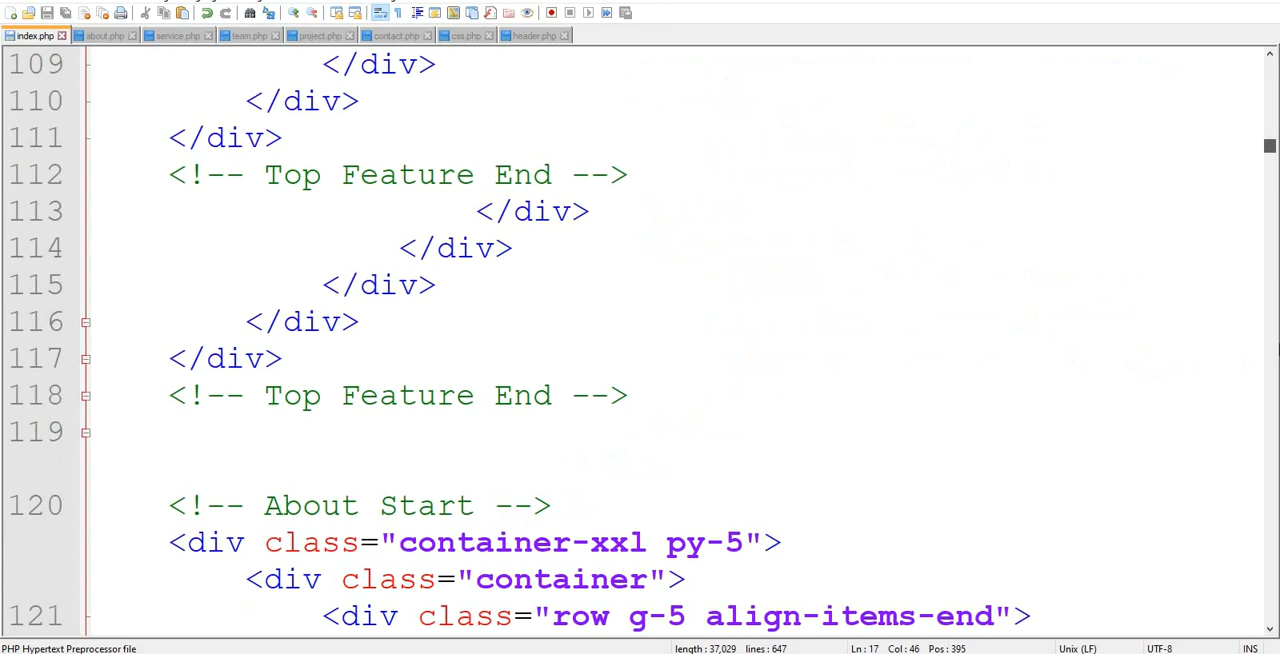 index.php about.php service.php team.php project.php contact.php css.php header.php
109 </div>
110 </div>
111 </div>
112 <!-- Top Feature End -->
113 </div>
114 </div>
115 </div>
116 </div>
117 </div>
118 <!-- Top Feature End -->
119
120 <!-- About Start -->
<div class="container-xxl py-5">
<div class="container">
121 <div class="row g-5 align-items-end">
PHP Hypertext Preprocessor file length : 37,029 lines : 647 Ln : 17 Col : 46 Pos : 395 Unix (LF) UTF-8 INS